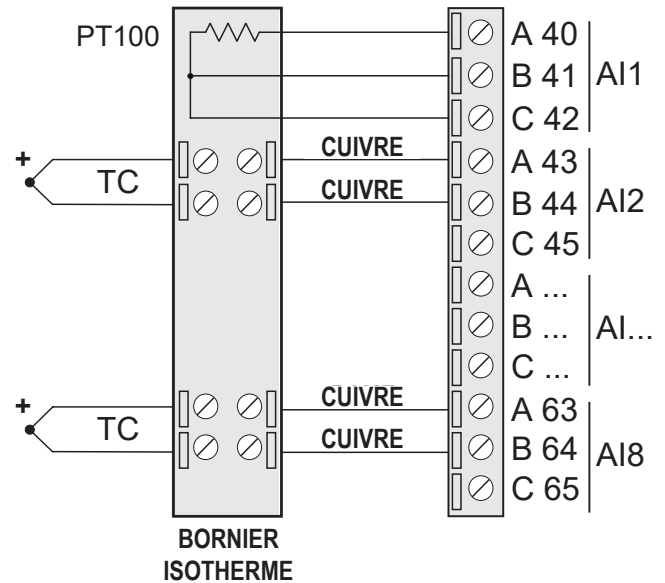 PT100
A 40
B 41
C 42
AI1
+
TC
CUIVRE
CUIVRE
A 43
B 44
C 45
AI2
A ...
B ...
C ...
AI...
+
TC
CUIVRE
CUIVRE
A 63
B 64
C 65
AI8
BORNIER
ISOTHERME